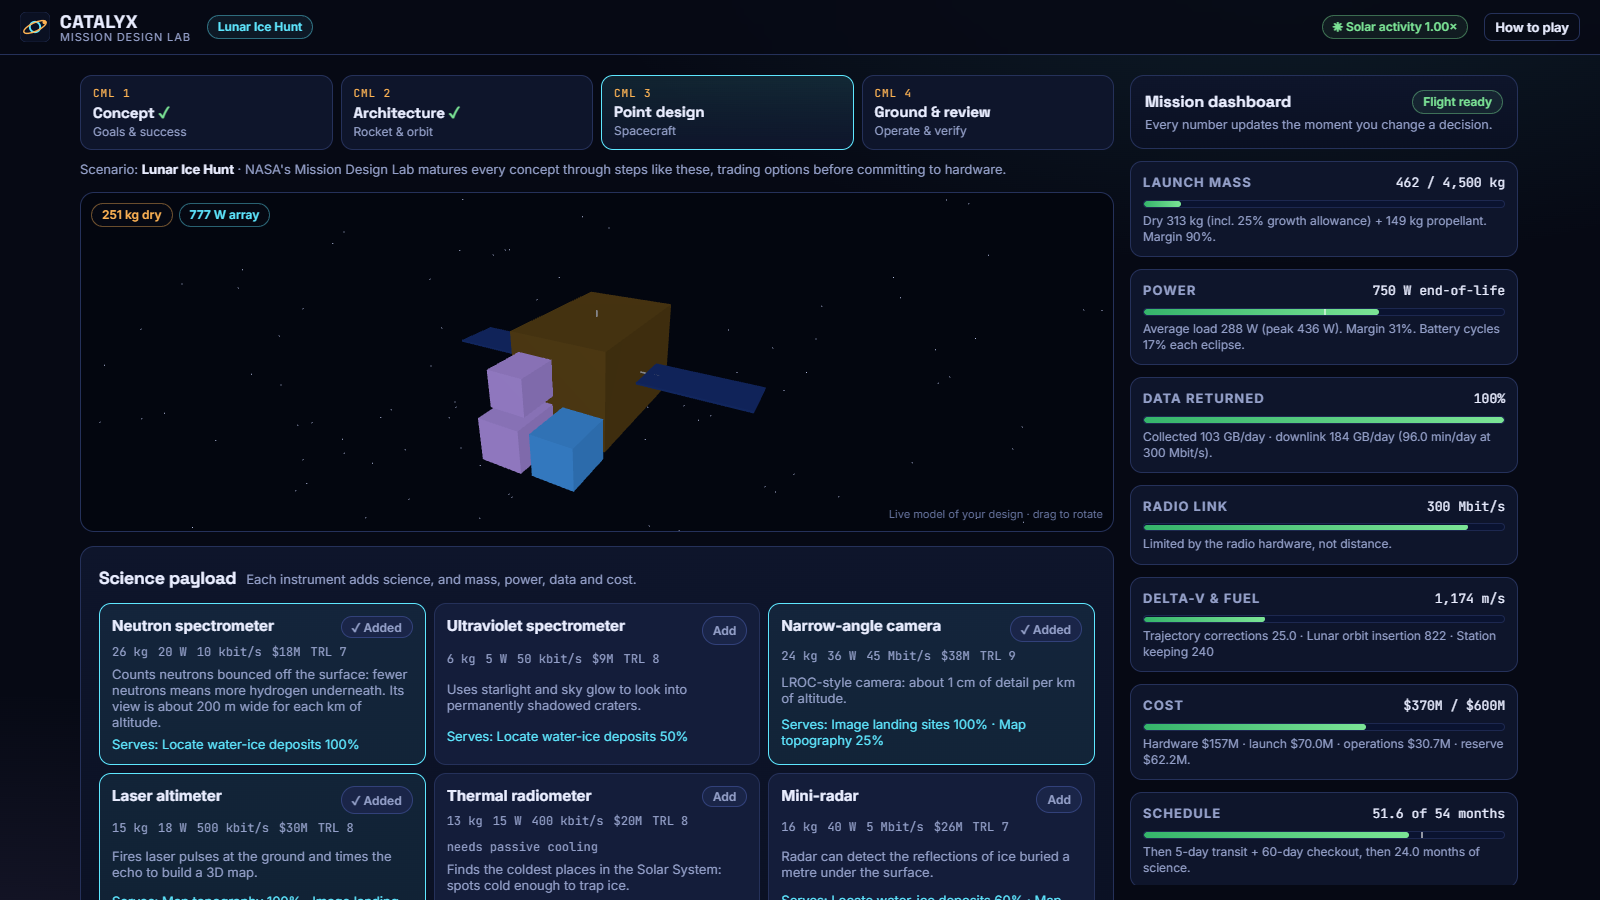 CATALYX
MISSION DESIGN LAB
Lunar Ice Hunt
❋ Solar activity 1.00×
How to play
CML 1
Concept ✓
Goals & success
CML 2
Architecture ✓
Rocket & orbit
CML 3
Point design
Spacecraft
CML 4
Ground & review
Operate & verify
Scenario: Lunar Ice Hunt · NASA's Mission Design Lab matures every concept through steps like these, trading options before committing to hardware.
251 kg dry
777 W array
Live model of your design · drag to rotate
Science payload Each instrument adds science, and mass, power, data and cost.
Neutron spectrometer
✓ Added
26 kg 20 W 10 kbit/s $18M TRL 7
Counts neutrons bounced off the surface: fewer
neutrons means more hydrogen underneath. Its
view is about 200 m wide for each km of
altitude.
Serves: Locate water-ice deposits 100%
Ultraviolet spectrometer
Add
6 kg 5 W 50 kbit/s $9M TRL 8
Uses starlight and sky glow to look into
permanently shadowed craters.
Serves: Locate water-ice deposits 50%
Narrow-angle camera
✓ Added
24 kg 36 W 45 Mbit/s $38M TRL 9
LROC-style camera: about 1 cm of detail per km
of altitude.
Serves: Image landing sites 100% · Map
topography 25%
Laser altimeter
✓ Added
15 kg 18 W 500 kbit/s $30M TRL 8
Fires laser pulses at the ground and times the
echo to build a 3D map.
Serves: Map topography 100% · Image landing
Thermal radiometer
Add
13 kg 15 W 400 kbit/s $20M TRL 8
needs passive cooling
Finds the coldest places in the Solar System:
spots cold enough to trap ice.
Mini-radar
Add
16 kg 40 W 5 Mbit/s $26M TRL 7
Radar can detect the reflections of ice buried a
metre under the surface.
Serves: Locate water-ice deposits 60% · Map
Mission dashboard
Flight ready
Every number updates the moment you change a decision.
LAUNCH MASS
462 / 4,500 kg
Dry 313 kg (incl. 25% growth allowance) + 149 kg propellant.
Margin 90%.
POWER
750 W end-of-life
Average load 288 W (peak 436 W). Margin 31%. Battery cycles
17% each eclipse.
DATA RETURNED
100%
Collected 103 GB/day · downlink 184 GB/day (96.0 min/day at
300 Mbit/s).
RADIO LINK
300 Mbit/s
Limited by the radio hardware, not distance.
DELTA-V & FUEL
1,174 m/s
Trajectory corrections 25.0 · Lunar orbit insertion 822 · Station
keeping 240
COST
$370M / $600M
Hardware $157M · launch $70.0M · operations $30.7M · reserve
$62.2M.
SCHEDULE
51.6 of 54 months
Then 5-day transit + 60-day checkout, then 24.0 months of
science.